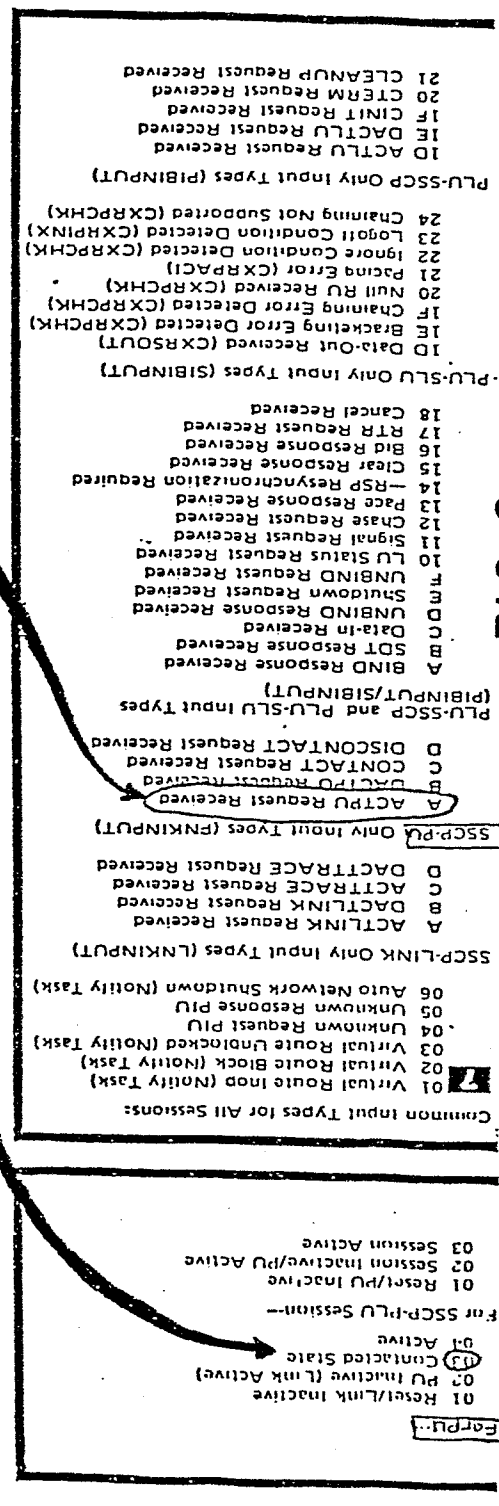 For PU---
01 Reset/Link Inactive
02 PU Inactive (Link Active)
03 Contacted State
04 Active
For SSCP-PLU Session---
01 Reset/PU Inactive
02 Session Inactive/PU Active
03 Session Active
Common Input Types for All Sessions:
7
01 Virtual Route Inop (Notify Task)
02 Virtual Route Block (Notify Task)
03 Virtual Route Unblocked (Notify Task)
04 Unknown Request PIU
05 Unknown Response PIU
06 Auto Network Shutdown (Notify Task)
SSCP-LINK Only Input Types (LNKINPUT)
A ACTLINK Request Received
B DACTLINK Request Received
C ACTTRACE Request Received
D DACTTRACE Request Received
SSCP-PU Only Input Types (FNKINPUT)
A ACTPU Request Received
B DACTPU Request Received
C CONTACT Request Received
D DISCONTACT Request Received
PLU-SSCP and PLU-SLU Input Types
(PIBINPUT/SIBINPUT)
A BIND Response Received
B SDT Response Received
C Data-In Received
D UNBIND Response Received
E Shutdown Request Received
F UNBIND Request Received
10 LU Status Request Received
11 Signal Request Received
12 Chase Request Received
13 Pace Response Received
14 —RSP Resynchronization Required
15 Clear Response Received
16 Bid Response Received
17 RTR Request Received
18 Cancel Received
PLU-SLU Only Input Types (SIBINPUT)
1D Data-Out Received (CXRSOUT)
1E Bracketing Error Detected (CXRPCHK)
1F Chaining Error Detected (CXRPCHK)
20 Null RU Received (CXRPCHK)
21 Pacing Error (CXRPAC)
22 Ignore Condition Detected (CXRPCHK)
23 Logoff Condition Detected (CXRPINX)
24 Chaining Not Supported (CXRPCHK)
PLU-SSCP Only Input Types (PIBINPUT)
1D ACTLU Request Received
1E DACTLU Request Received
1F CINIT Request Received
20 CTERM Request Received
21 CLEANUP Request Received